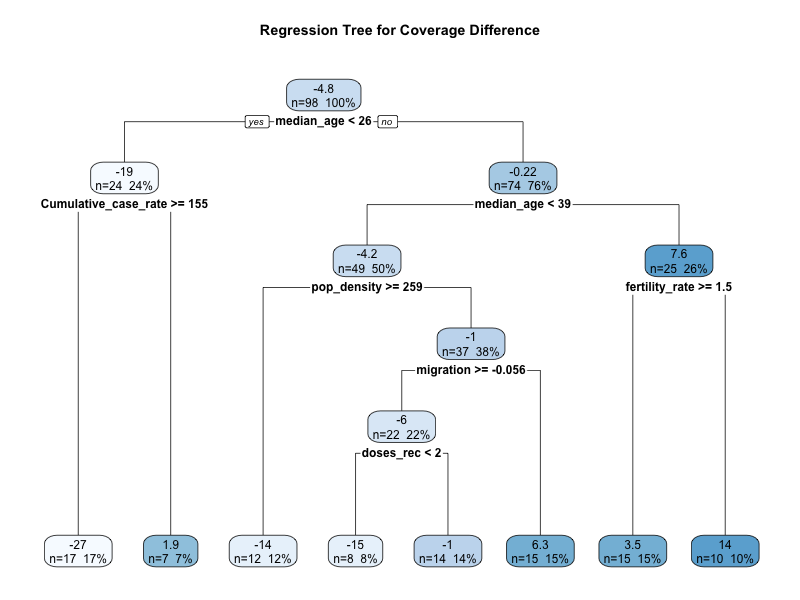 Regression Tree for Coverage Difference
-4.8
n=98 100%
yes median_age < 26 no
-19
n=24 24%
-0.22
n=74 76%
Cumulative_case_rate >= 155
median_age < 39
-4.2
n=49 50%
7.6
n=25 26%
pop_density >= 259
fertility_rate >= 1.5
-1
n=37 38%
migration >= -0.056
-6
n=22 22%
doses_rec < 2
-27
n=17 17%
1.9
n=7 7%
-14
n=12 12%
-15
n=8 8%
-1
n=14 14%
6.3
n=15 15%
3.5
n=15 15%
14
n=10 10%